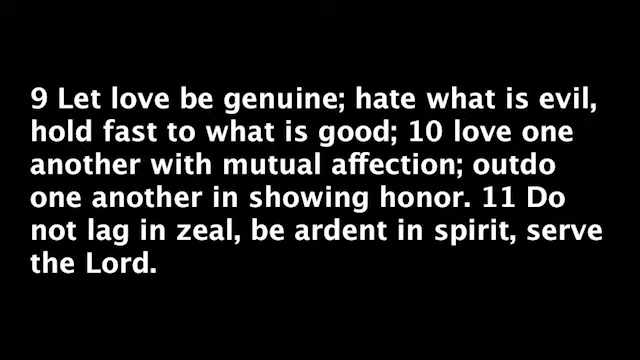 9 Let love be genuine; hate what is evil,
hold fast to what is good; 10 love one
another with mutual affection; outdo
one another in showing honor. 11 Do
not lag in zeal, be ardent in spirit, serve
the Lord.